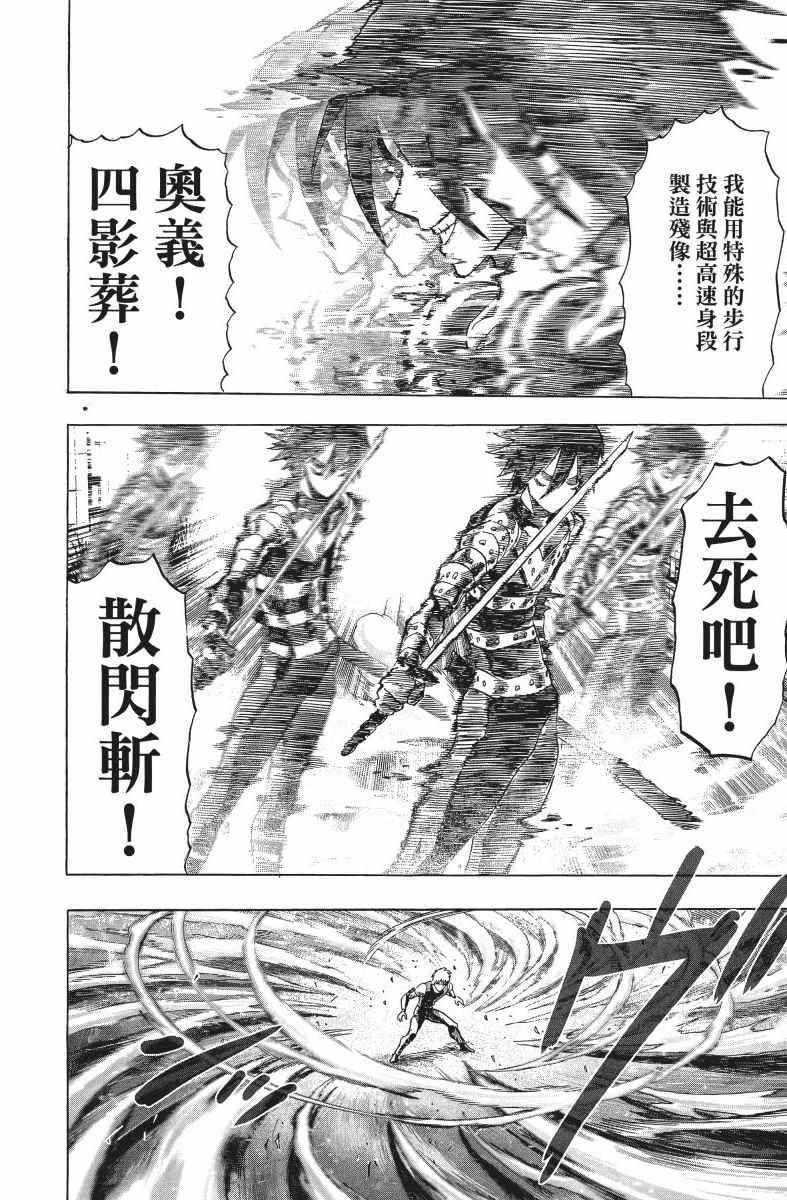 我能用特殊的步行
技術與超高速身段
製造殘像……
奧義！
四影葬！
去死吧！
散閃斬！